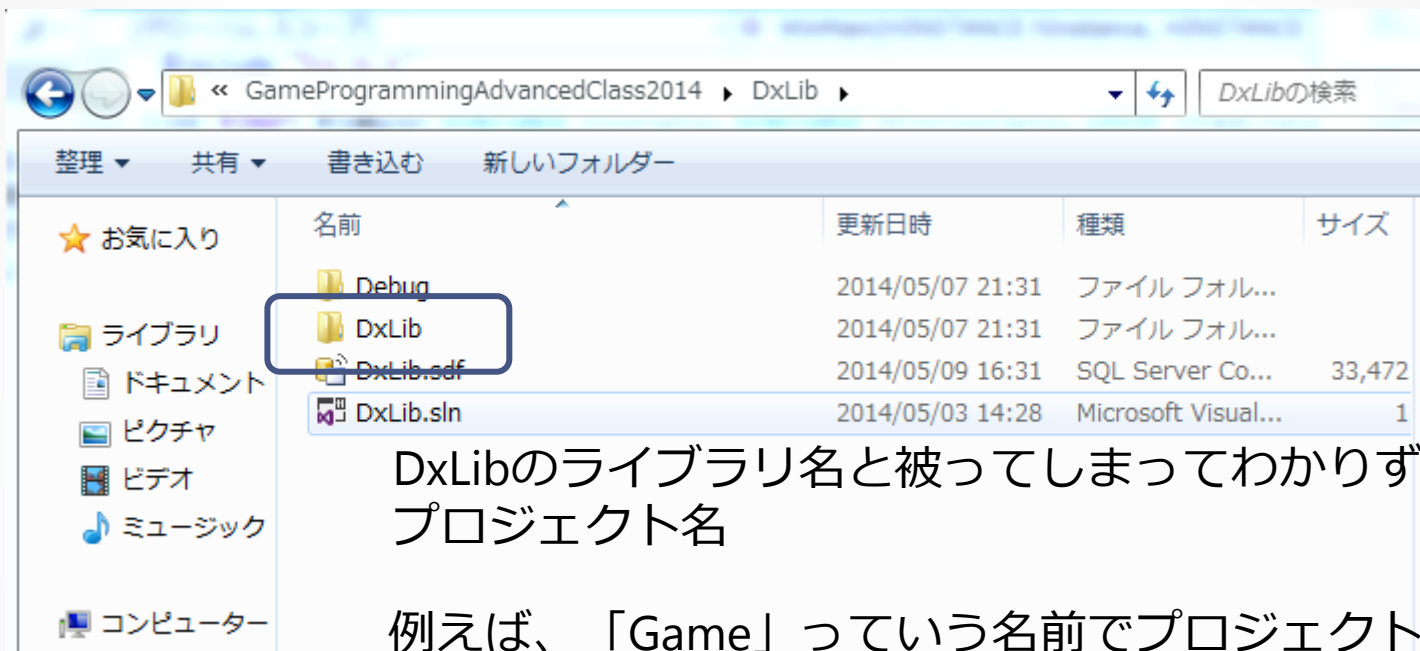 « GameProgrammingAdvancedClass2014 ▸ DxLib ▸ DxLibの検索
整理 ▼ 共有 ▼ 書き込む 新しいフォルダー
名前 更新日時 種類 サイズ
お気に入り
Debug 2014/05/07 21:31 ファイル フォル...
ライブラリ DxLib 2014/05/07 21:31 ファイル フォル...
ドキュメント DxLib.sdf 2014/05/09 16:31 SQL Server Co... 33,472
DxLib.sln 2014/05/03 14:28 Microsoft Visual... 1
ピクチャ
ビデオ
ミュージック
コンピューター
DxLibのライブラリ名と被ってしまってわかりず
プロジェクト名
例えば、「Game」っていう名前でプロジェクト